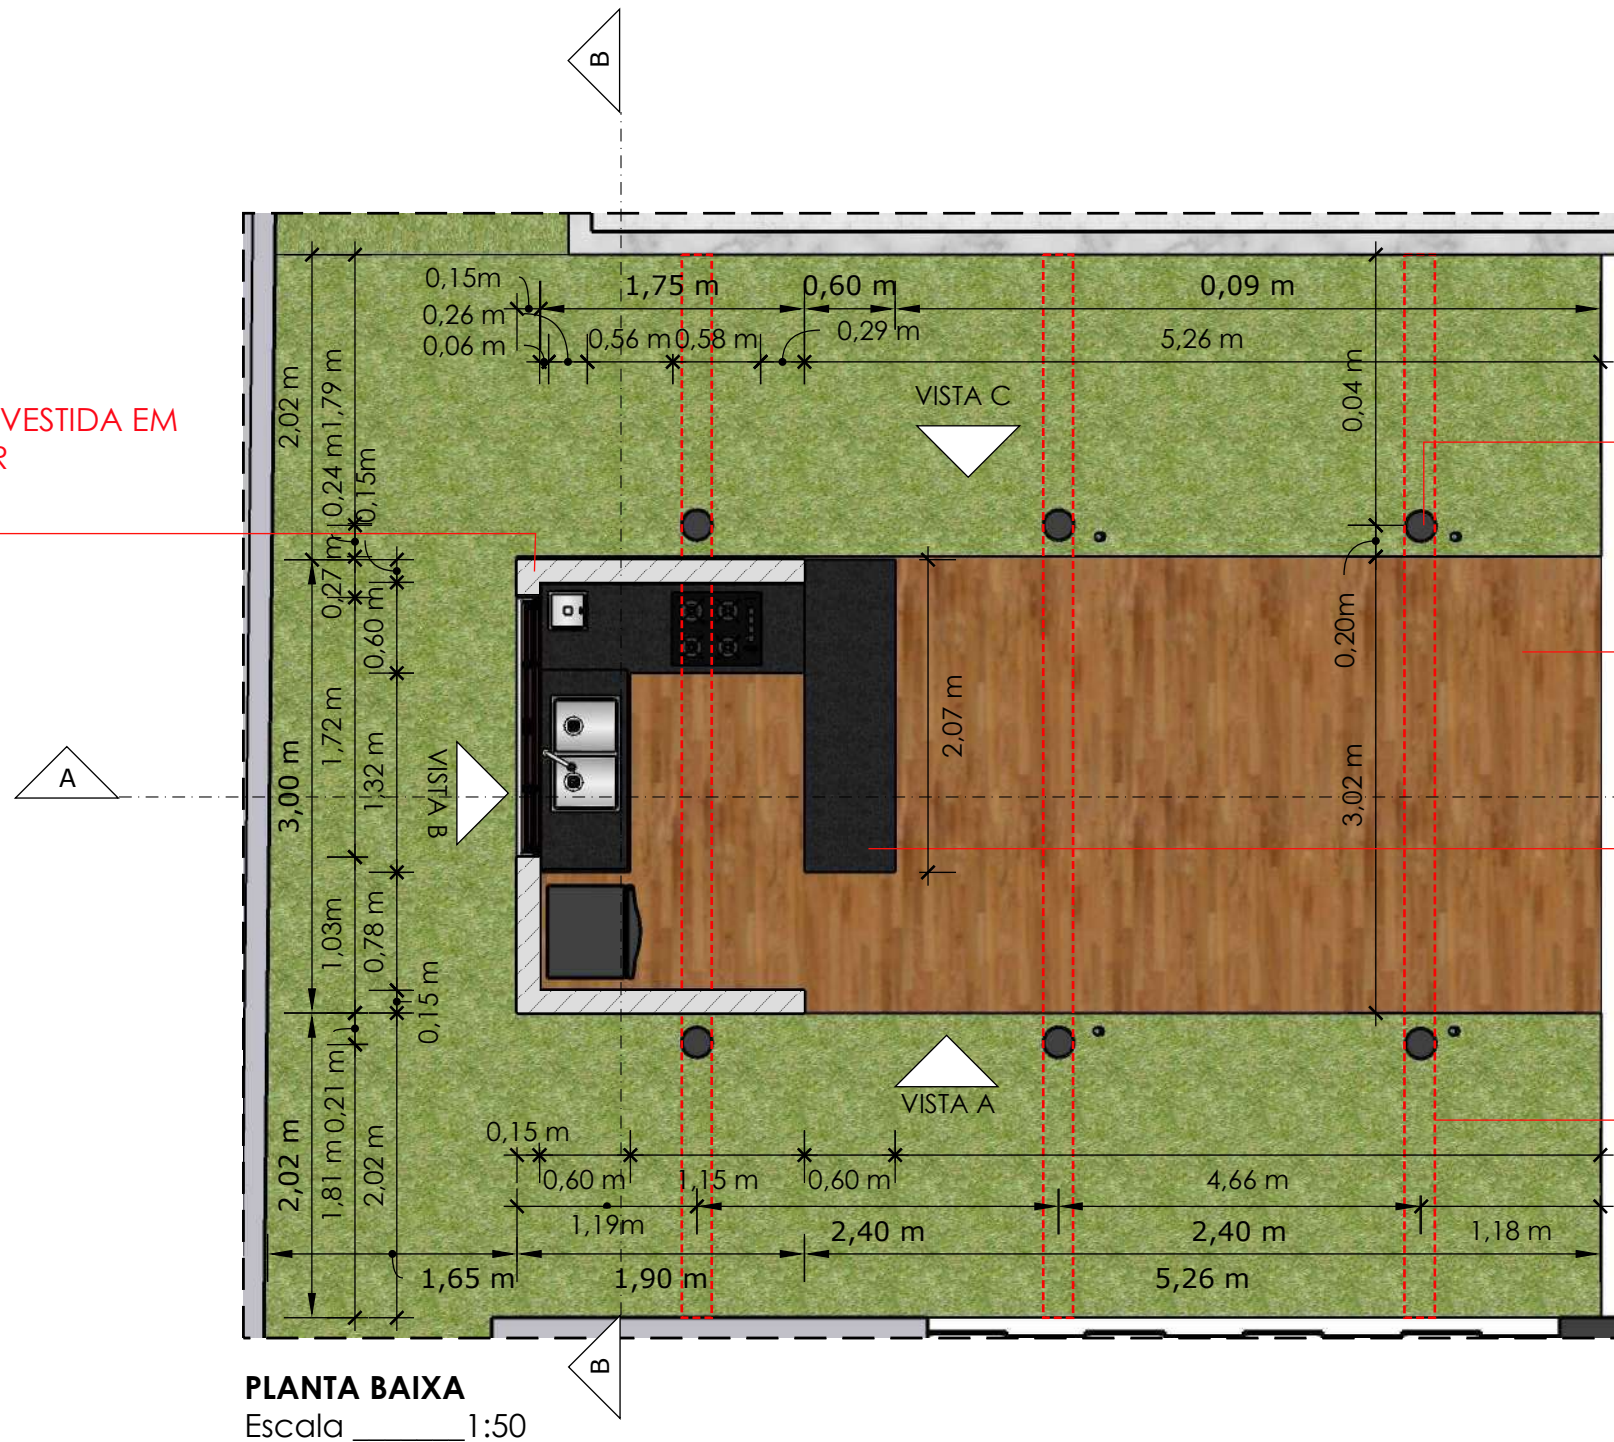 B
0,15m
1,75 m
0,60 m
0,09 m
0,26 m
0,56 m
0,58 m
0,29 m
5,26 m
0,06 m
VISTA C
2,02 m
1,79 m
0,24 m
0,15m
0,04 m
VESTIDA EM
R
0,27 m
0,60 m
0,20m
1,72 m
1,32 m
2,07 m
3,00 m
VISTA B
3,02 m
A
1,03m
0,78 m
0,15 m
VISTA A
0,21 m
1,81 m
2,02 m
2,02 m
0,15 m
0,60 m
1,15 m
0,60 m
4,66 m
1,19m
2,40 m
2,40 m
1,18 m
1,65 m
1,90 m
5,26 m
B
PLANTA BAIXA
Escala ______1:50